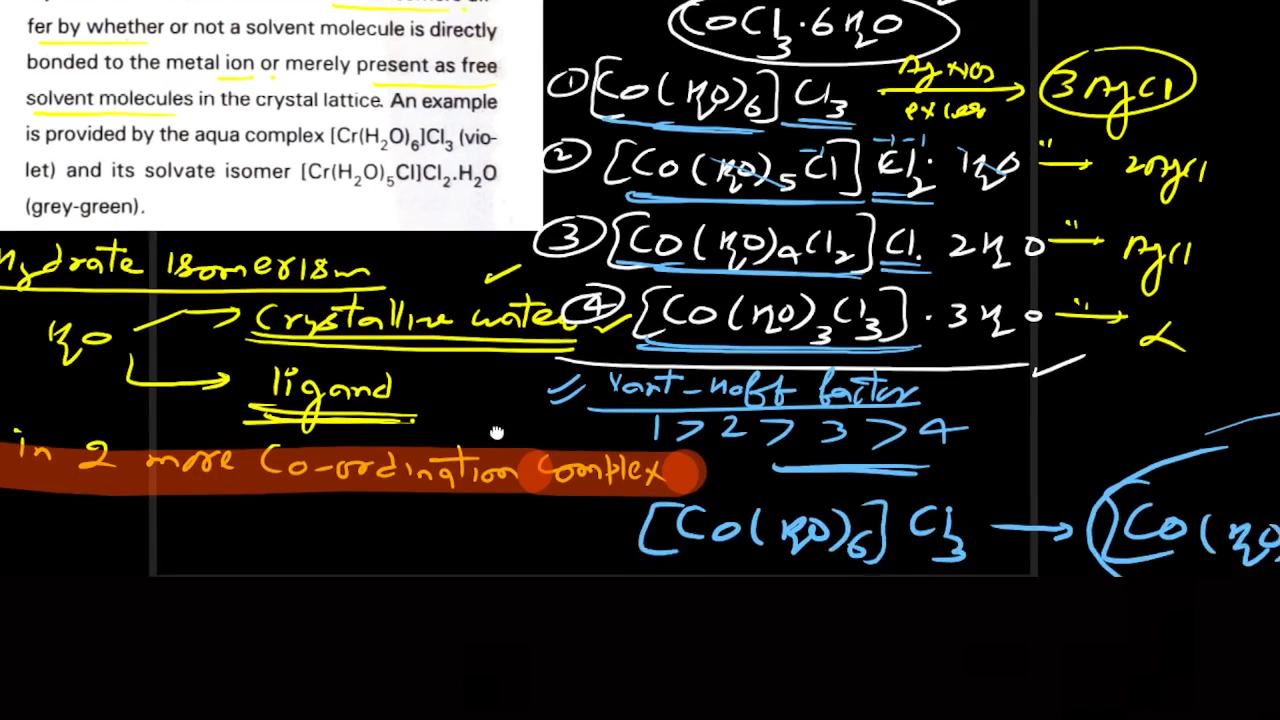 fer by whether or not a solvent molecule is directly
bonded to the metal ion or merely present as free
solvent molecules in the crystal lattice. An example
is provided by the aqua complex [Cr(H₂O)₆]Cl₃ (vio-
let) and its solvate isomer [Cr(H₂O)₅Cl]Cl₂.H₂O
(grey-green).
CoCl₃·6H₂O
① [Co(H₂O)₆] Cl₃ AgNO₃ excess → 3AgCl
② [Co(H₂O)₅Cl] Cl₂· 1H₂O " → 2AgCl
③ [Co(H₂O)₄Cl₂] Cl. 2H₂O " → AgCl
④ [Co(H₂O)₃Cl₃] · 3H₂O " →
Hydrate isomerism
H₂O → Crystalline water
→ ligand
Vant-Hoff factor
1 > 2 > 3 > 4
in 2 more Co-ordination complex
[Co(H₂O)₆] Cl₃ → [Co(H₂O